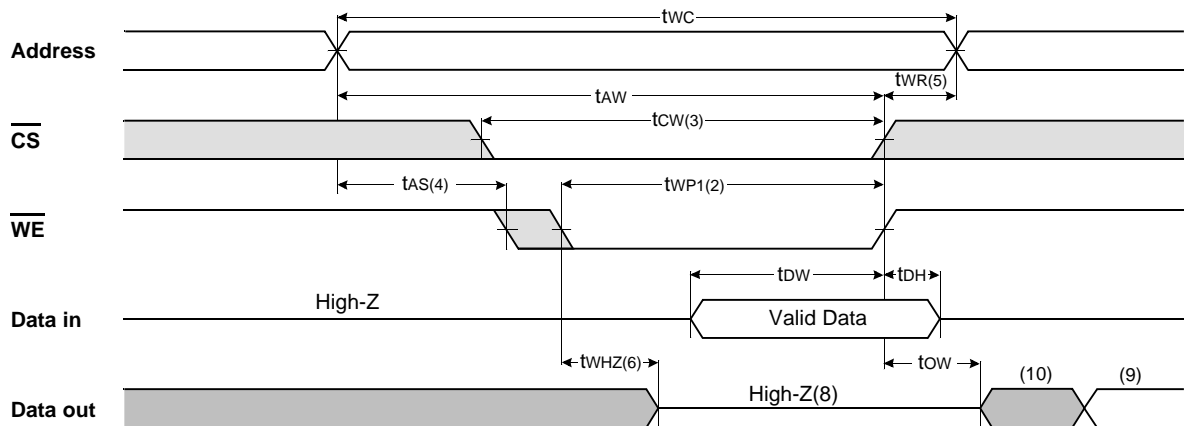 tWC
Address
tWR(5)
tAW
tCW(3)
CS
tAS(4)
tWP1(2)
WE
tDW
tDH
High-Z
Data in
Valid Data
tWHZ(6)
tOW
(10)
(9)
High-Z(8)
Data out